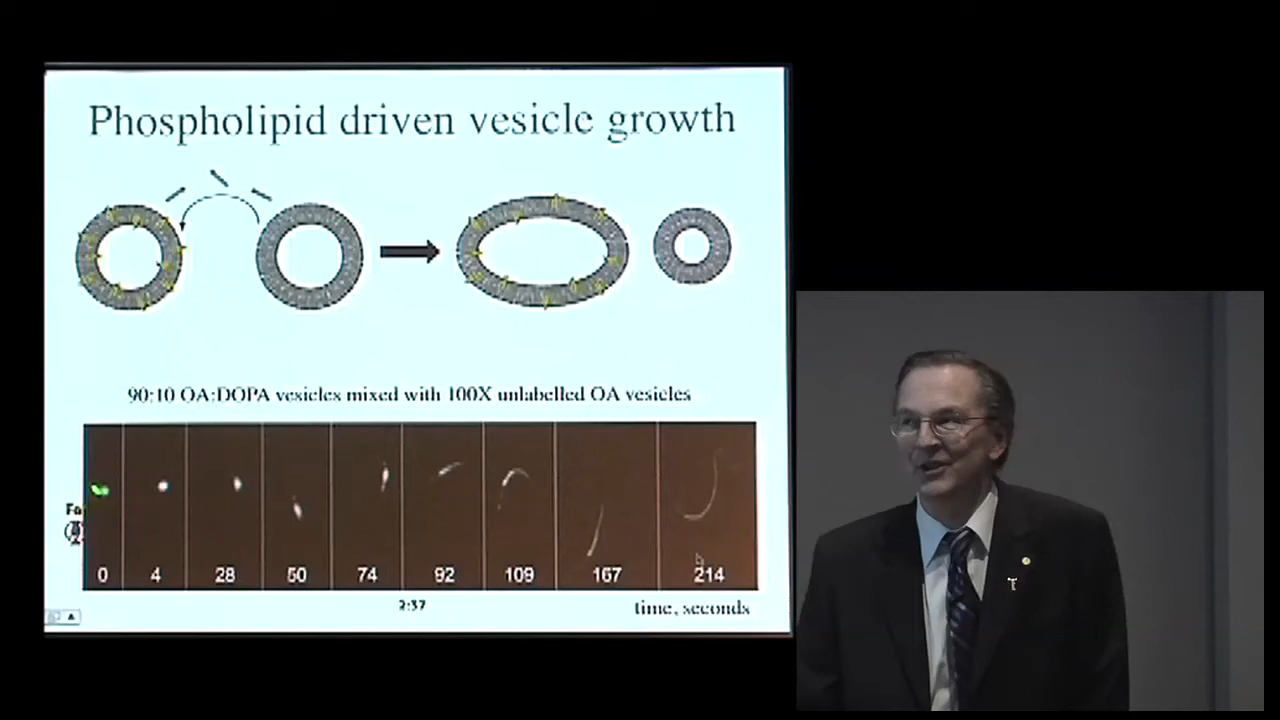 Phospholipid driven vesicle growth
90:10 OA:DOPA vesicles mixed with 100X unlabelled OA vesicles
0 4 28 50 74 92 109 167 214
2:37
time, seconds